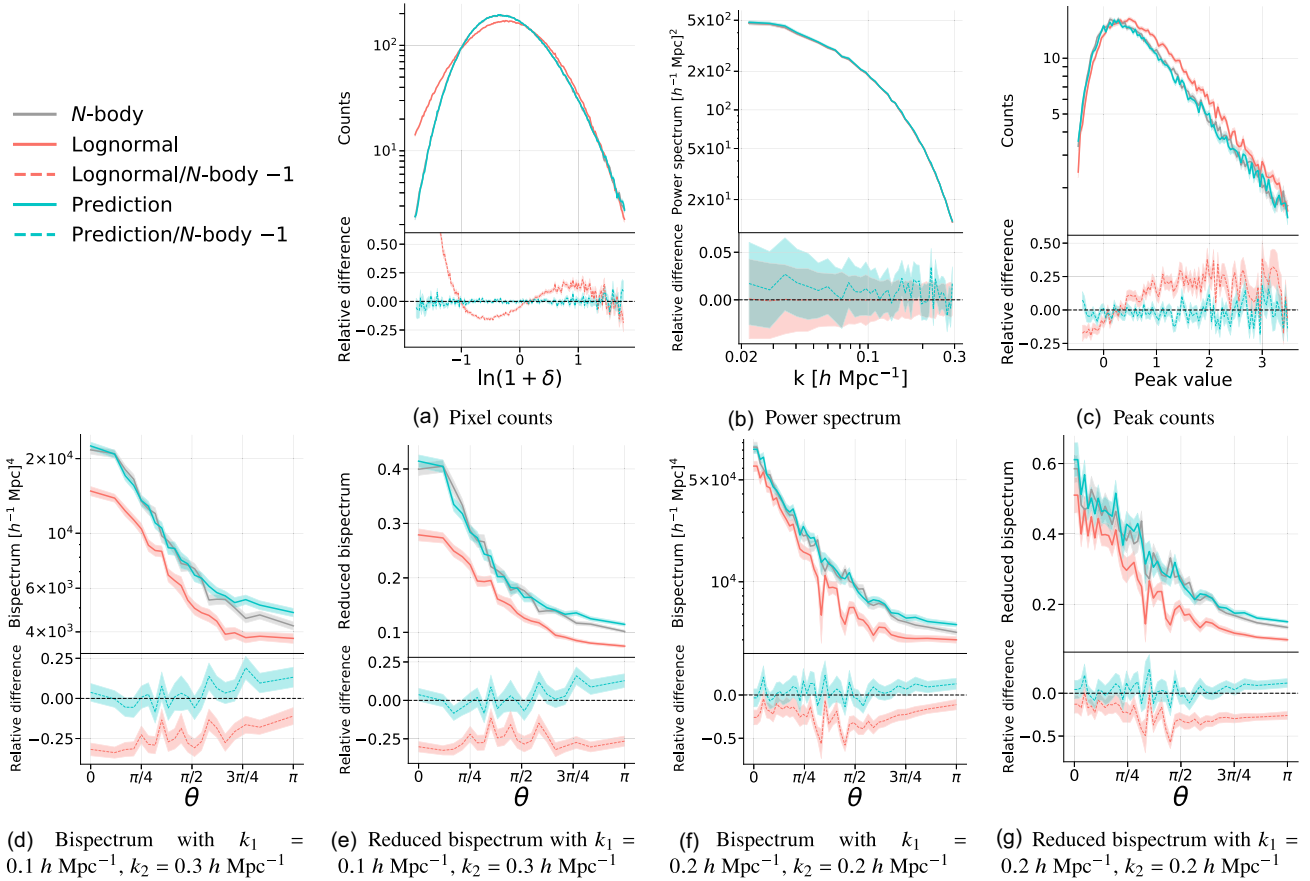 N-body
Lognormal
Lognormal/N-body −1
Prediction
Prediction/N-body −1
Counts
10²
10¹
Relative difference
0.50
0.25
0.00
−0.25
−1
0
1
ln(1 + δ)
(a) Pixel counts
Power spectrum [h⁻¹ Mpc]²
5×10²
2×10²
10²
5×10¹
2×10¹
Relative difference
0.05
0.00
0.02
0.1
0.3
k [h Mpc⁻¹]
(b) Power spectrum
Counts
10
5
Relative difference
0.50
0.25
0.00
−0.25
0
1
2
3
Peak value
(c) Peak counts
Bispectrum [h⁻¹ Mpc]⁴
2×10⁴
10⁴
6×10³
4×10³
Relative difference
0.25
0.00
−0.25
0
π/4
π/2
3π/4
π
θ
(d) Bispectrum with k₁ =
0.1 h Mpc⁻¹, k₂ = 0.3 h Mpc⁻¹
Reduced bispectrum
0.4
0.3
0.2
0.1
Relative difference
0.25
0.00
−0.25
0
π/4
π/2
3π/4
π
θ
(e) Reduced bispectrum with k₁ =
0.1 h Mpc⁻¹, k₂ = 0.3 h Mpc⁻¹
Bispectrum [h⁻¹ Mpc]⁴
5×10⁴
10⁴
Relative difference
0.5
0.0
−0.5
0
π/4
π/2
3π/4
π
θ
(f) Bispectrum with k₁ =
0.2 h Mpc⁻¹, k₂ = 0.2 h Mpc⁻¹
Reduced bispectrum
0.6
0.4
0.2
Relative difference
0.5
0.0
−0.5
0
π/4
π/2
3π/4
π
θ
(g) Reduced bispectrum with k₁ =
0.2 h Mpc⁻¹, k₂ = 0.2 h Mpc⁻¹